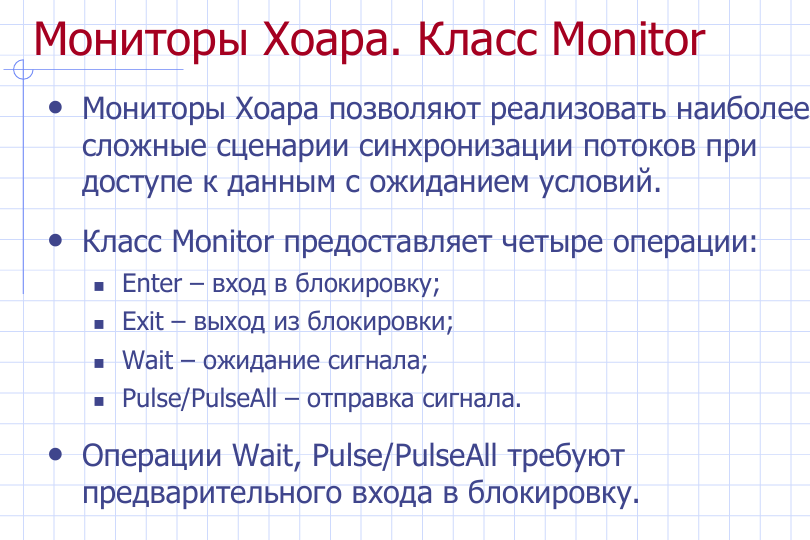 Мониторы Хоара. Класс Monitor
Мониторы Хоара позволяют реализовать наиболее
сложные сценарии синхронизации потоков при
доступе к данным с ожиданием условий.
Класс Monitor предоставляет четыре операции:
Enter – вход в блокировку;
Exit – выход из блокировки;
Wait – ожидание сигнала;
Pulse/PulseAll – отправка сигнала.
Операции Wait, Pulse/PulseAll требуют
предварительного входа в блокировку.